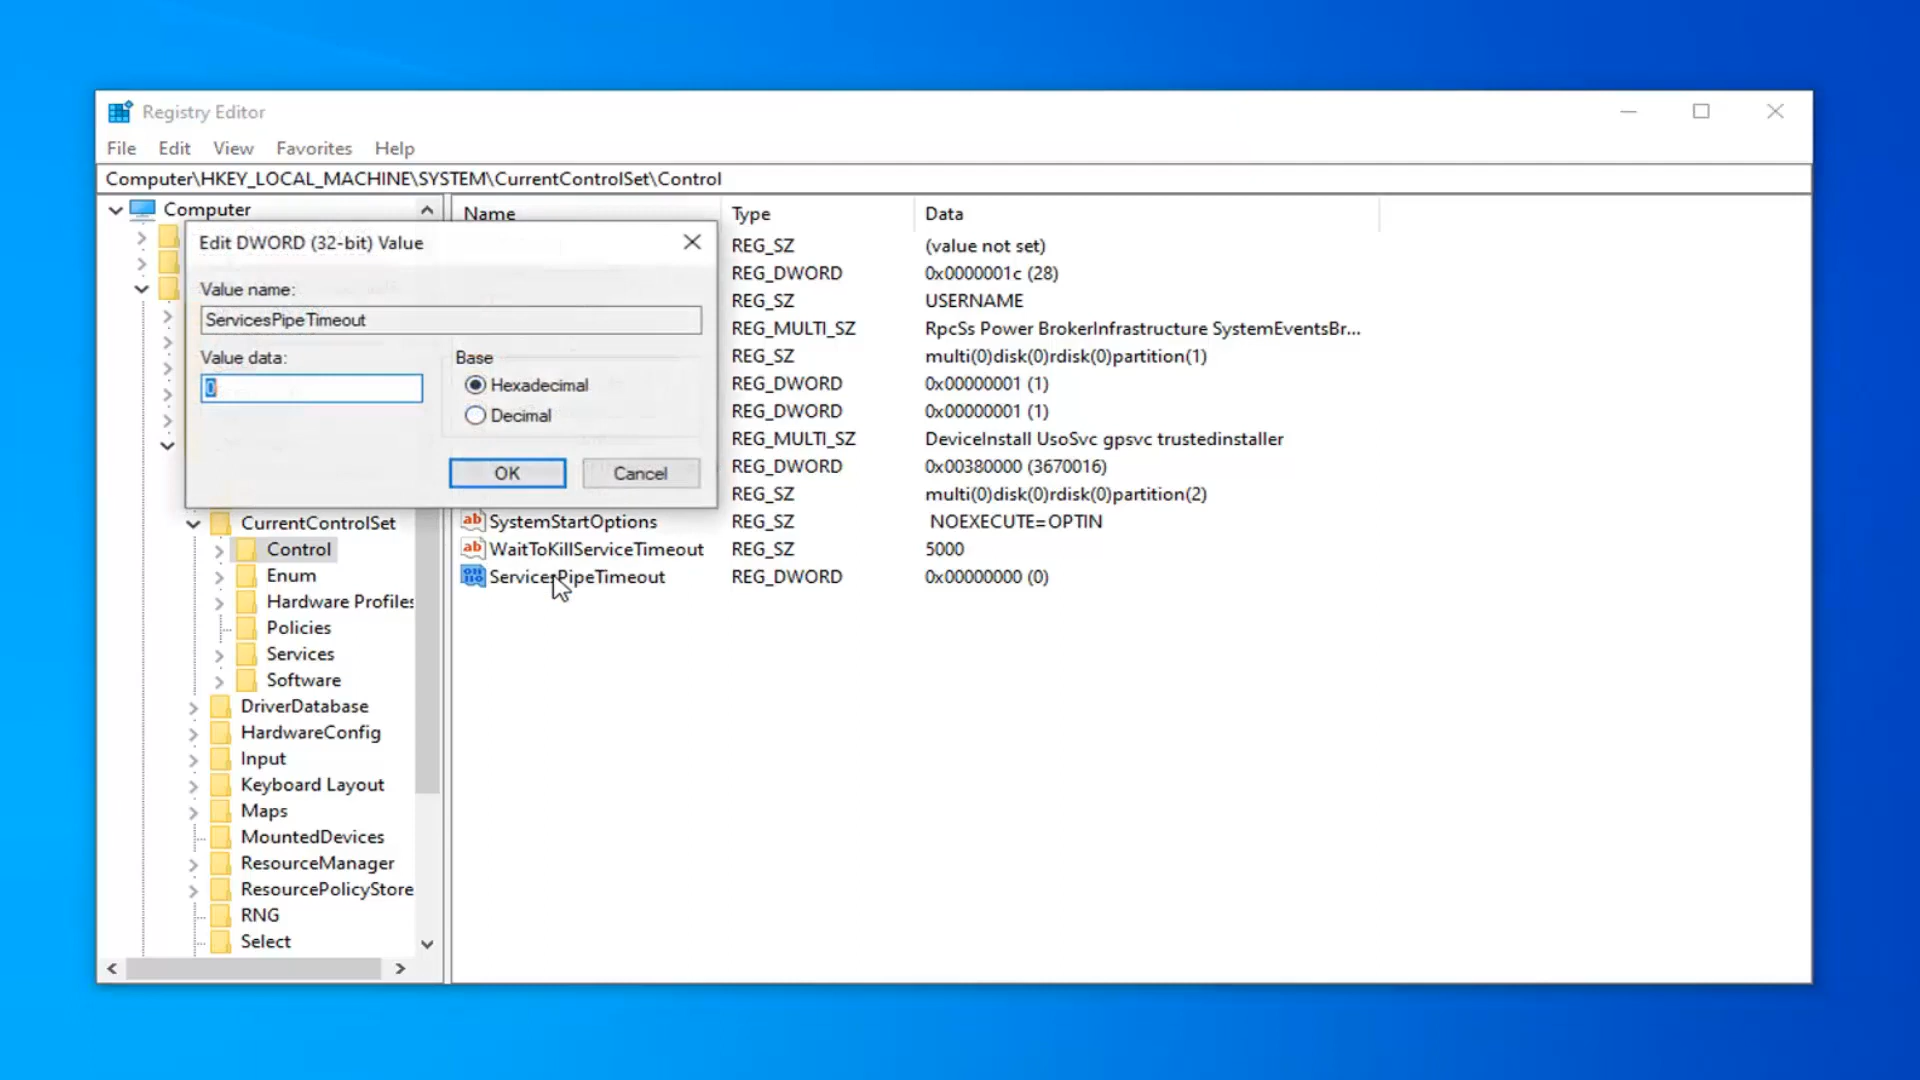 Registry Editor
File Edit View Favorites Help
Computer\HKEY_LOCAL_MACHINE\SYSTEM\CurrentControlSet\Control
Computer
Name Type Data
Edit DWORD (32-bit) Value
Value name:
ServicesPipeTimeout
Value data:
0
Base
Hexadecimal
Decimal
OK Cancel
REG_SZ (value not set)
REG_DWORD 0x0000001c (28)
REG_SZ USERNAME
REG_MULTI_SZ RpcSs Power BrokerInfrastructure SystemEventsBr...
REG_SZ multi(0)disk(0)rdisk(0)partition(1)
REG_DWORD 0x00000001 (1)
REG_DWORD 0x00000001 (1)
REG_MULTI_SZ DeviceInstall UsoSvc gpsvc trustedinstaller
REG_DWORD 0x00380000 (3670016)
REG_SZ multi(0)disk(0)rdisk(0)partition(2)
SystemStartOptions REG_SZ NOEXECUTE=OPTIN
WaitToKillServiceTimeout REG_SZ 5000
ServicesPipeTimeout REG_DWORD 0x00000000 (0)
CurrentControlSet
Control
Enum
Hardware Profiles
Policies
Services
Software
DriverDatabase
HardwareConfig
Input
Keyboard Layout
Maps
MountedDevices
ResourceManager
ResourcePolicyStore
RNG
Select